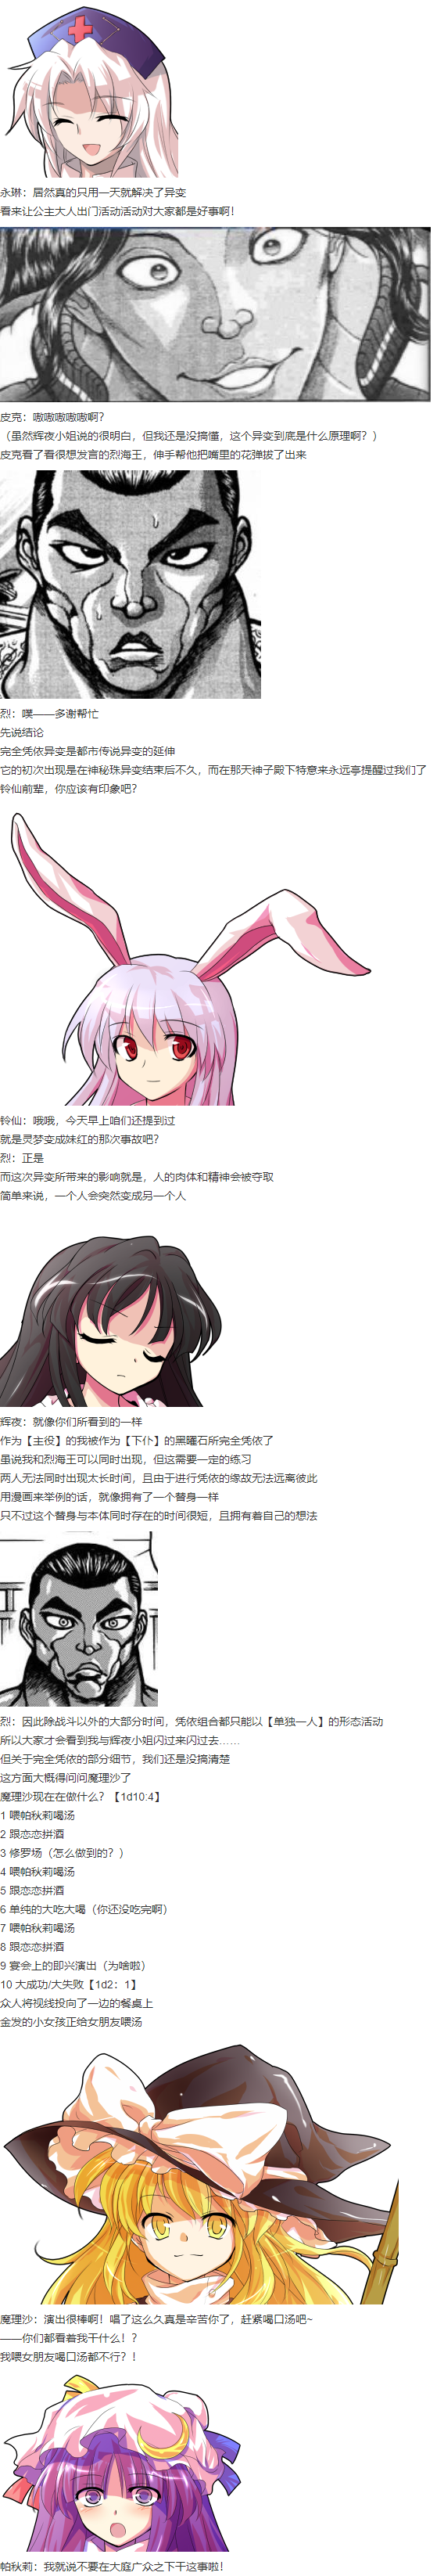 永琳：居然真的只用一天就解决了异变
看来让公主大人出门活动活动对大家都是好事啊！
皮克：嗷嗷嗷嗷嗷啊？
（虽然辉夜小姐说的很明白，但我还是没搞懂，这个异变到底是什么原理啊？）
皮克看了看很想发言的烈海王，伸手帮他把嘴里的花弹拔了出来
烈：噗——多谢帮忙
先说结论
完全凭依异变是都市传说异变的延伸
它的初次出现是在神秘珠异变结束后不久，而在那天神子殿下特意来永远亭提醒过我们了
铃仙前辈，你应该有印象吧？
铃仙：哦哦，今天早上咱们还提到过
就是灵梦变成妹红的那次事故吧？
烈：正是
而这次异变所带来的影响就是，人的肉体和精神会被夺取
简单来说，一个人会突然变成另一个人
辉夜：就像你们所看到的一样
作为【主役】的我被作为【下仆】的黑曜石所完全凭依了
虽说我和烈海王可以同时出现，但这需要一定的练习
两人无法同时出现太长时间，且由于进行凭依的缘故无法远离彼此
用漫画来举例的话，就像拥有了一个替身一样
只不过这个替身与本体同时存在的时间很短，且拥有着自己的想法
烈：因此除战斗以外的大部分时间，凭依组合都只能以【单独一人】的形态活动
所以大家才会看到我与辉夜小姐闪过来闪过去……
但关于完全凭依的部分细节，我们还是没搞清楚
这方面大概得问问魔理沙了
魔理沙现在在做什么？【1d10:4】
1 喂帕秋莉喝汤
2 跟恋恋拼酒
3 修罗场（怎么做到的？）
4 喂帕秋莉喝汤
5 跟恋恋拼酒
6 单纯的大吃大喝（你还没吃完啊）
7 喂帕秋莉喝汤
8 跟恋恋拼酒
9 宴会上的即兴演出（为啥啦）
10 大成功/大失败【1d2：1】
众人将视线投向了一边的餐桌上
金发的小女孩正给女朋友喂汤
魔理沙：演出很棒啊！唱了这么久真是辛苦你了，赶紧喝口汤吧~
——你们都看着我干什么！？
我喂女朋友喝口汤都不行？！
帕秋莉：我就说不要在大庭广众之下干这事啦！